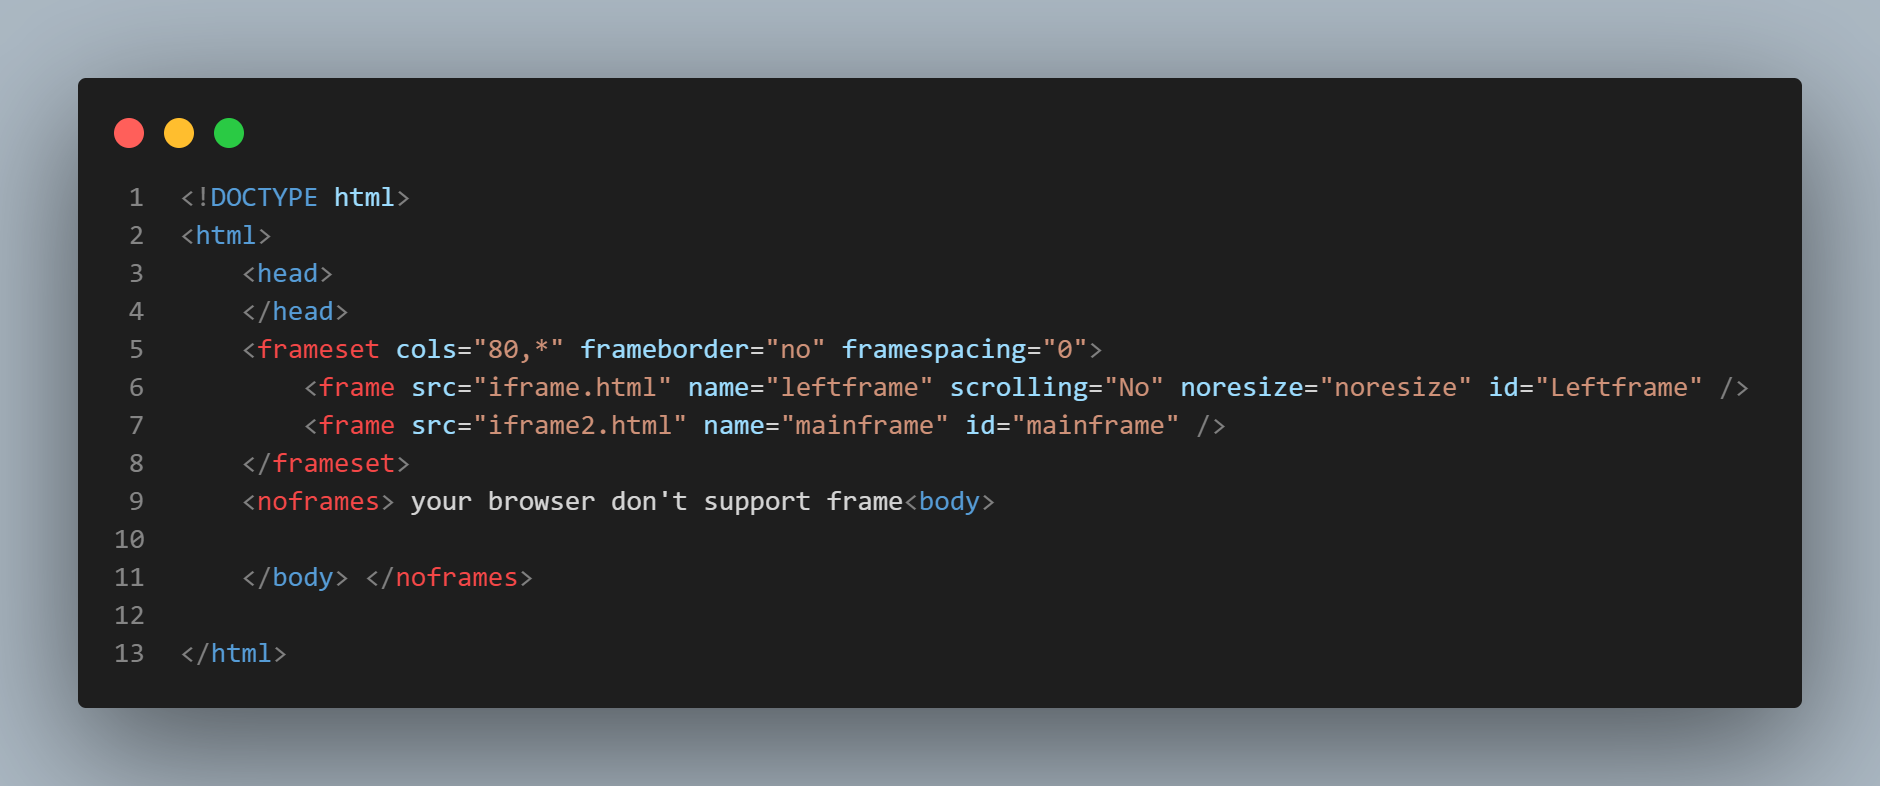 1 <!DOCTYPE html>
2 <html>
3     <head>
4     </head>
5     <frameset cols="80,*" frameborder="no" framespacing="0">
6         <frame src="iframe.html" name="leftframe" scrolling="No" noresize="noresize" id="Leftframe" />
7         <frame src="iframe2.html" name="mainframe" id="mainframe" />
8     </frameset>
9     <noframes> your browser don't support frame<body>
10
11     </body> </noframes>
12
13 </html>